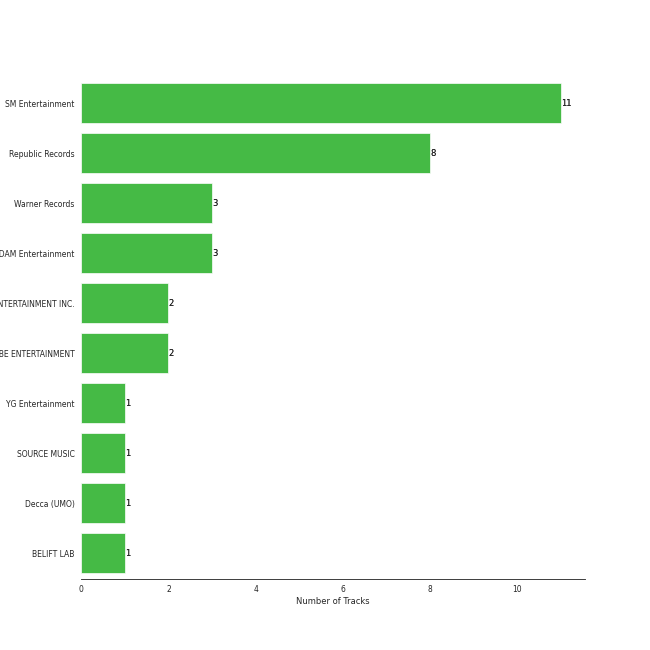 SM Entertainment 11
Republic Records 8
Warner Records 3
DAM Entertainment 3
NTERTAINMENT INC. 2
BE ENTERTAINMENT 2
YG Entertainment 1
SOURCE MUSIC 1
Decca (UMO) 1
BELIFT LAB 1
0 2 4 6 8 10
Number of Tracks